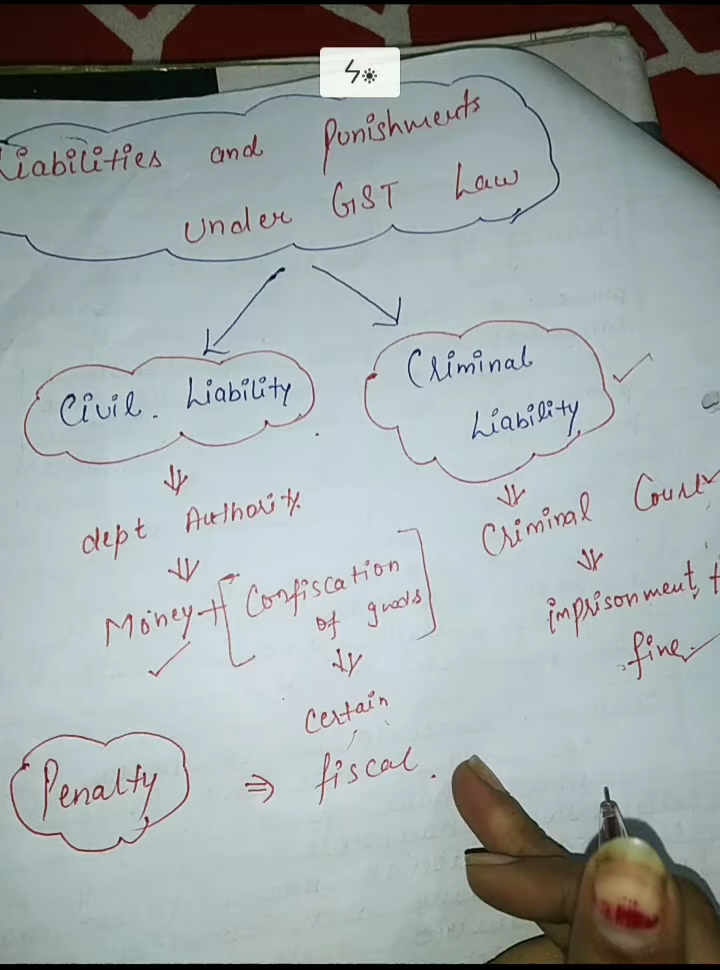 Liabilities and Punishments
Under GST Law
Civil. Liability
Criminal
Liability
dept Authority
Money + [Confiscation
of goods]
Certain
fiscal.
Criminal Court
imprisonment +
fine
Penalty ⇒